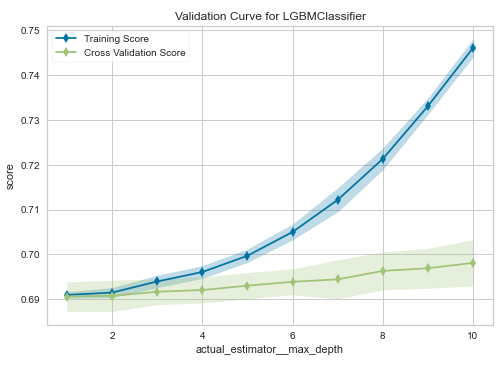 Validation Curve for LGBMClassifier
0.75
0.74
0.73
0.72
0.71
0.70
0.69
score
Training Score
Cross Validation Score
2 4 6 8 10
actual_estimator__max_depth